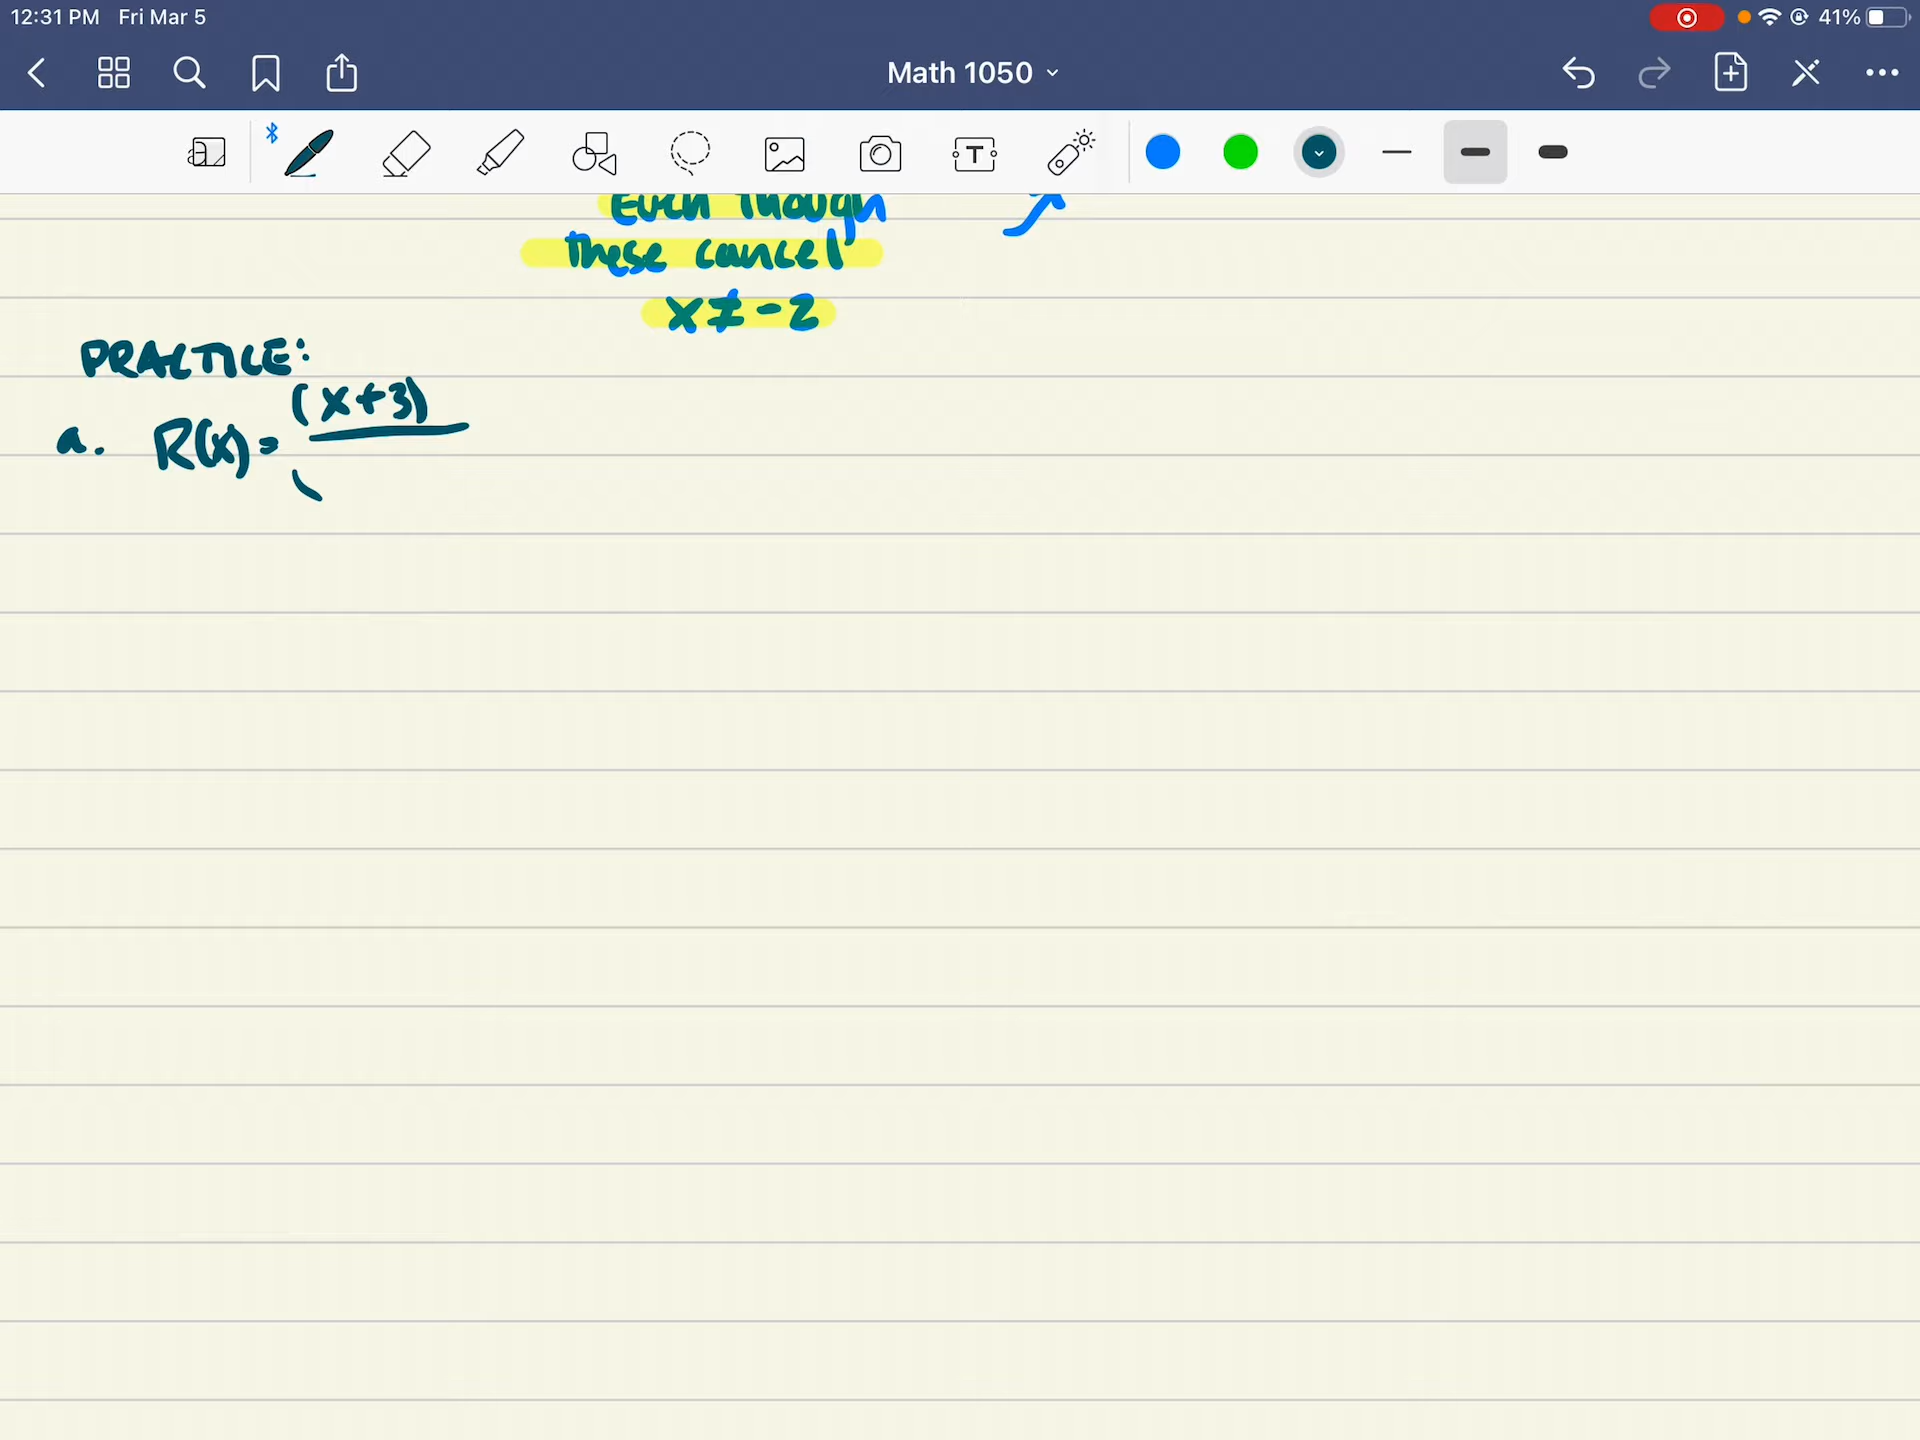 12:31 PM Fri Mar 5 41%
Math 1050
T
Even though
these cancel
x≠-2
PRACTICE:
(x+3)
a. R(x)=
(